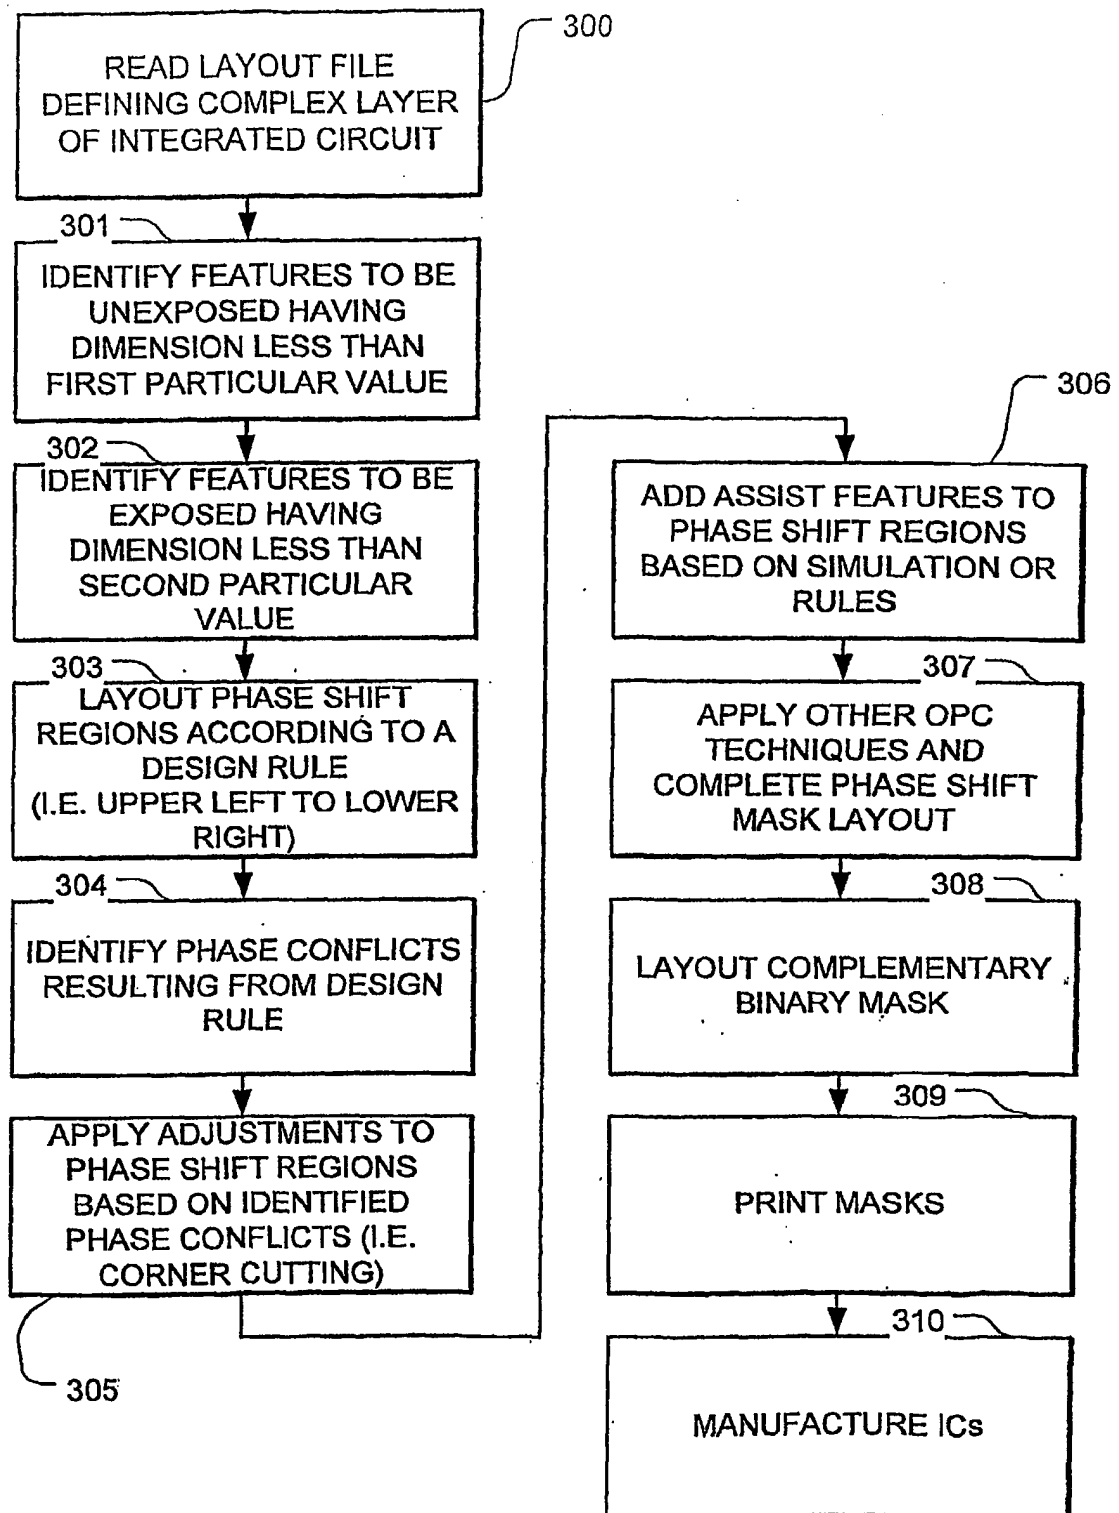 300
READ LAYOUT FILE
DEFINING COMPLEX LAYER
OF INTEGRATED CIRCUIT
301
IDENTIFY FEATURES TO BE
UNEXPOSED HAVING
DIMENSION LESS THAN
FIRST PARTICULAR VALUE
302
IDENTIFY FEATURES TO BE
EXPOSED HAVING
DIMENSION LESS THAN
SECOND PARTICULAR
VALUE
303
LAYOUT PHASE SHIFT
REGIONS ACCORDING TO A
DESIGN RULE
(I.E. UPPER LEFT TO LOWER
RIGHT)
304
IDENTIFY PHASE CONFLICTS
RESULTING FROM DESIGN
RULE
APPLY ADJUSTMENTS TO
PHASE SHIFT REGIONS
BASED ON IDENTIFIED
PHASE CONFLICTS (I.E.
CORNER CUTTING)
305
306
ADD ASSIST FEATURES TO
PHASE SHIFT REGIONS
BASED ON SIMULATION OR
RULES
307
APPLY OTHER OPC
TECHNIQUES AND
COMPLETE PHASE SHIFT
MASK LAYOUT
308
LAYOUT COMPLEMENTARY
BINARY MASK
309
PRINT MASKS
310
MANUFACTURE ICs